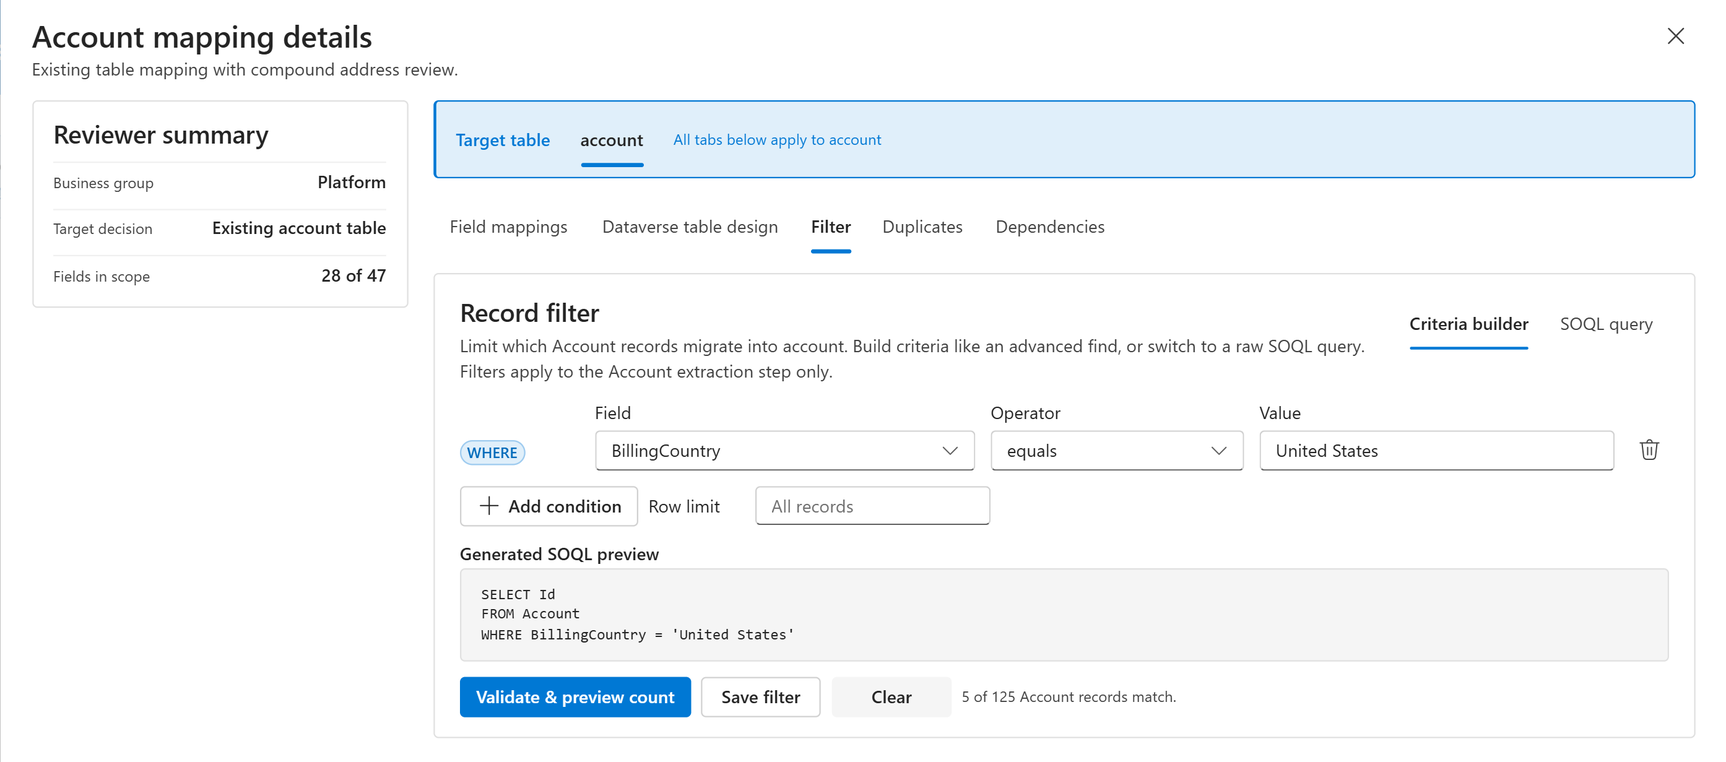 Account mapping details
Existing table mapping with compound address review.
Reviewer summary
Business group Platform
Target decision Existing account table
Fields in scope 28 of 47
Target table account All tabs below apply to account
Field mappings Dataverse table design Filter Duplicates Dependencies
Record filter
Criteria builder SOQL query
Limit which Account records migrate into account. Build criteria like an advanced find, or switch to a raw SOQL query.
Filters apply to the Account extraction step only.
Field Operator Value
WHERE BillingCountry equals United States
Add condition Row limit All records
Generated SOQL preview
SELECT Id
FROM Account
WHERE BillingCountry = 'United States'
Validate & preview count Save filter Clear 5 of 125 Account records match.